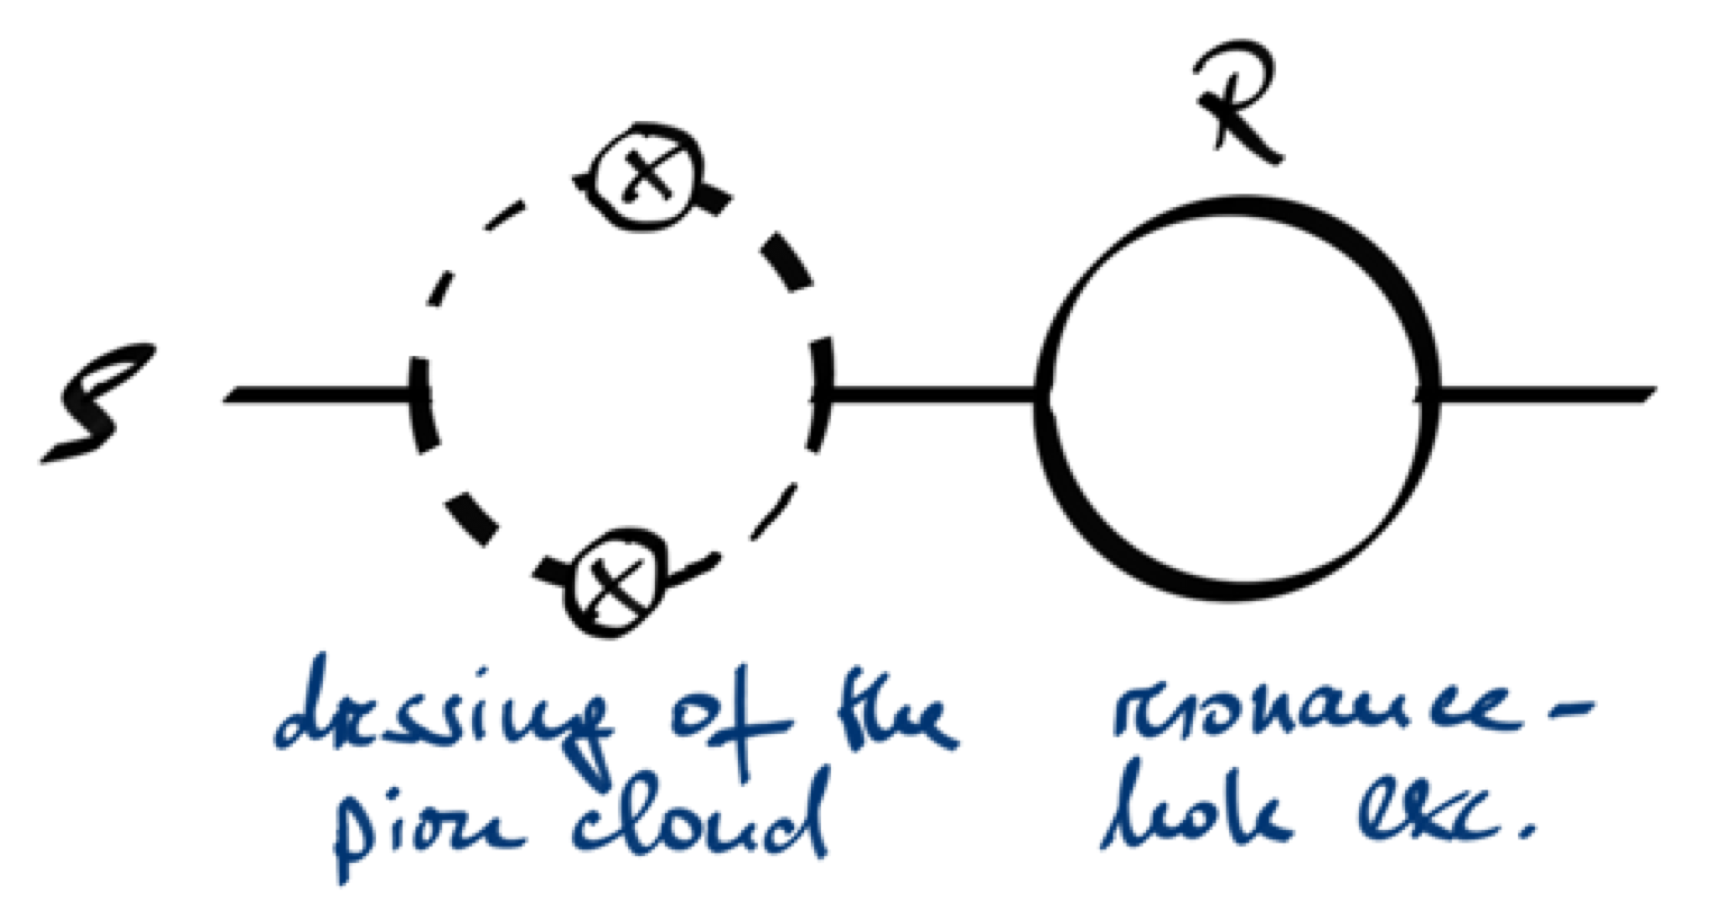 R
ρ
dressing of the
pion cloud
resonance-
hole exc.